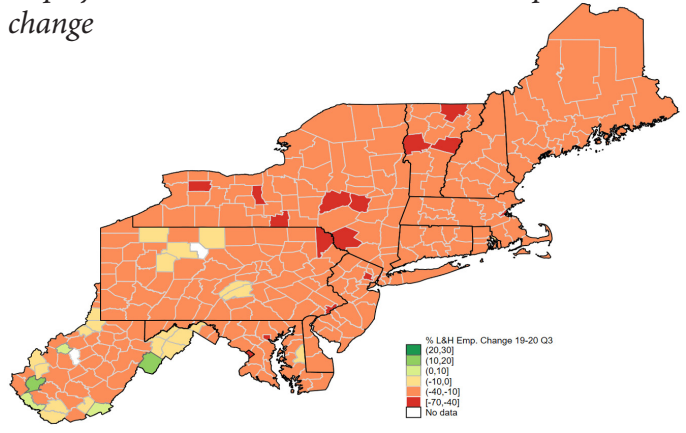 change
% L&H Emp. Change 19-20 Q3
(20,30]
(10,20]
(0,10]
(-10,0]
(-40,-10]
[-70,-40]
No data